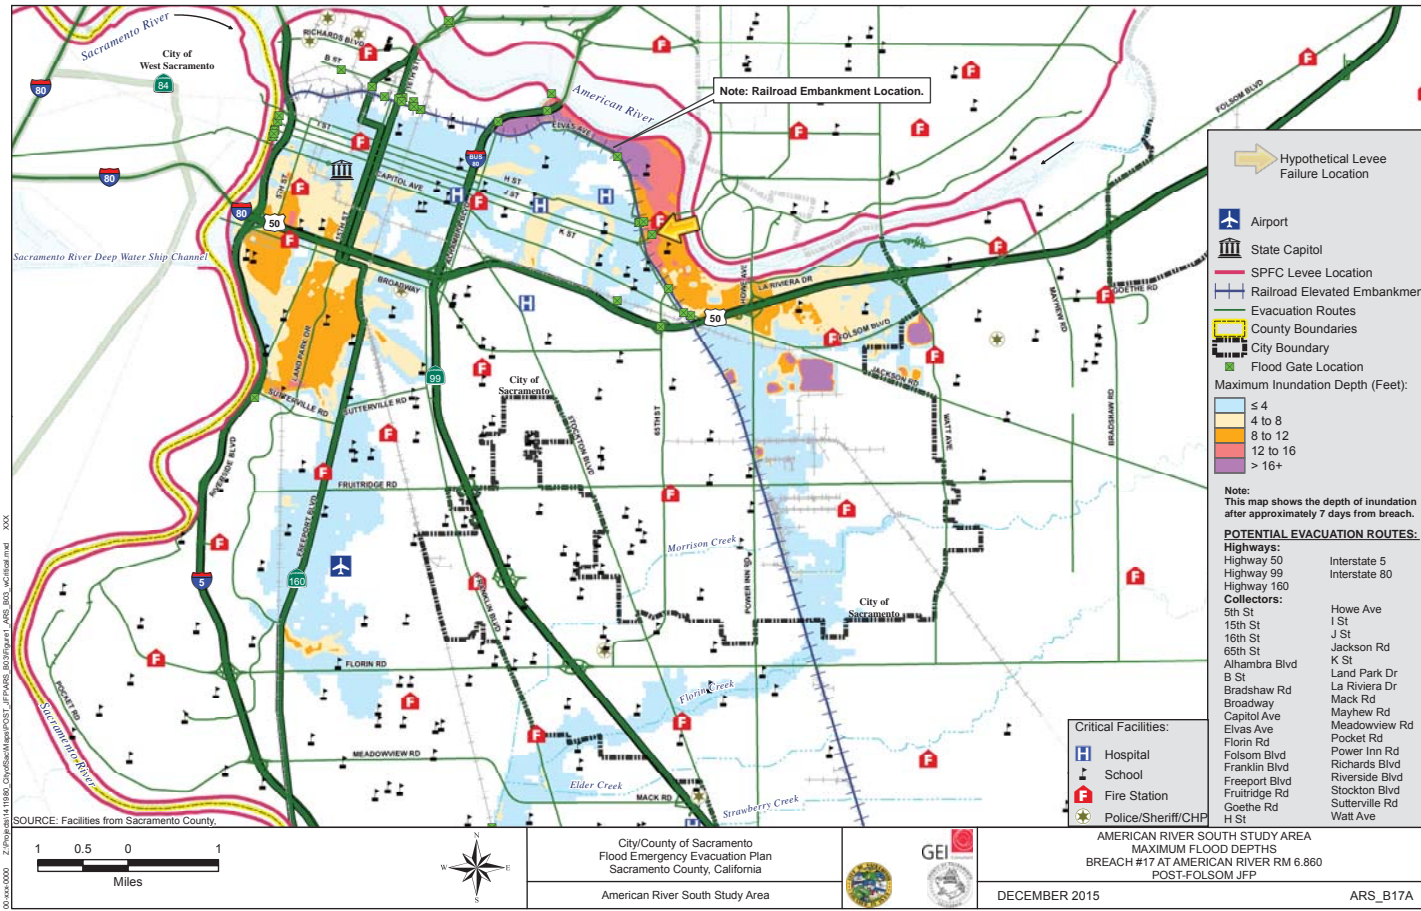 Sacramento River
City of
West Sacramento
84
80
80
80
RICHARDS BLVD
B ST
16TH ST
I ST
American River
Note: Railroad Embankment Location.
ELVAS AVE
BUS
80
5TH ST
CAPITOL AVE
H ST
J ST
K ST
15TH ST
ALHAMBRA BLVD
50
BROADWAY
Sacramento River Deep Water Ship Channel
FOLSOM BLVD
HOWE AVE
LA RIVIERA DR
MAYHEW RD
GOETHE RD
50
FOLSOM BLVD
JACKSON RD
LAND PARK DR
99
City of
Sacramento
SUTTERVILLE RD
SUTTERVILLE RD
STOCKTON BLVD
65TH ST
WATT AVE
BRADSHAW RD
RIVERSIDE BLVD
FRUITRIDGE RD
FREEPORT BLVD
Morrison Creek
POWER INN RD
5
160
FRANKLIN BLVD
City of
Sacramento
FLORIN RD
Florin Creek
POCKET RD
Sacramento River
MEADOWVIEW RD
Elder Creek
MACK RD
Strawberry Creek
SOURCE: Facilities from Sacramento County,
Hypothetical Levee
Failure Location
Airport
State Capitol
SPFC Levee Location
Railroad Elevated Embankmen
Evacuation Routes
County Boundaries
City Boundary
Flood Gate Location
Maximum Inundation Depth (Feet):
≤ 4
4 to 8
8 to 12
12 to 16
> 16+
Note:
This map shows the depth of inundation
after approximately 7 days from breach.
POTENTIAL EVACUATION ROUTES:
Highways:
Highway 50
Highway 99
Highway 160
Interstate 5
Interstate 80
Collectors:
5th St
15th St
16th St
65th St
Alhambra Blvd
B St
Bradshaw Rd
Broadway
Capitol Ave
Elvas Ave
Florin Rd
Folsom Blvd
Franklin Blvd
Freeport Blvd
Fruitridge Rd
Goethe Rd
H St
Howe Ave
I St
J St
Jackson Rd
K St
Land Park Dr
La Riviera Dr
Mack Rd
Mayhew Rd
Meadowview Rd
Pocket Rd
Power Inn Rd
Richards Blvd
Riverside Blvd
Stockton Blvd
Sutterville Rd
Watt Ave
Critical Facilities:
Hospital
School
Fire Station
Police/Sheriff/CHP
1 0.5 0 1
Miles
N
W E
S
City/County of Sacramento
Flood Emergency Evacuation Plan
Sacramento County, California
American River South Study Area
GEI
AMERICAN RIVER SOUTH STUDY AREA
MAXIMUM FLOOD DEPTHS
BREACH #17 AT AMERICAN RIVER RM 6.860
POST-FOLSOM JFP
DECEMBER 2015
ARS_B17A